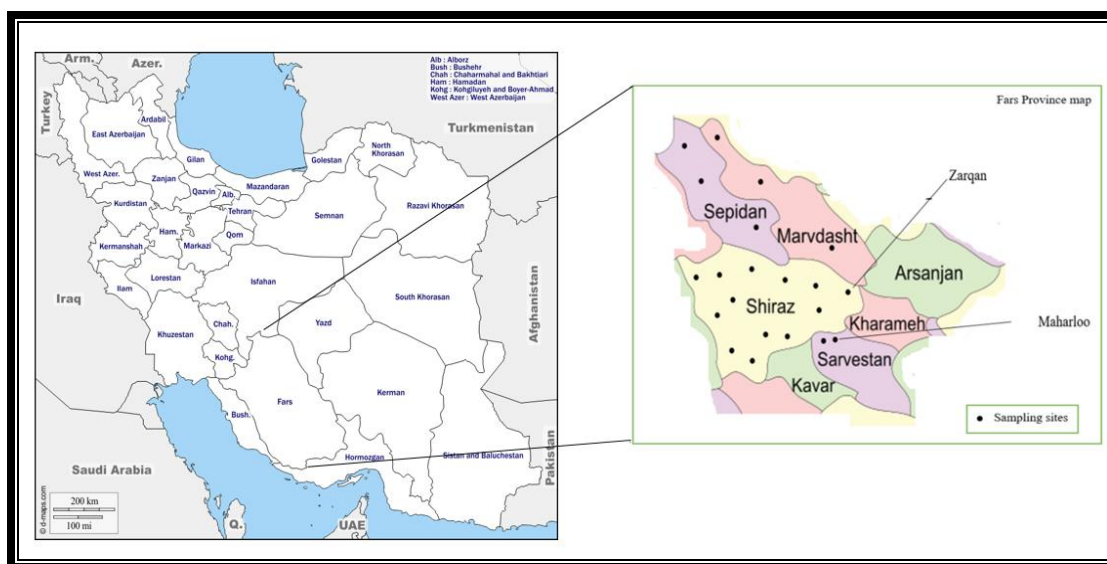 Arm.
Azer.
Turkey
Alb : Alborz
Bush : Bushehr
Chah : Chaharmahal and Bakhtiari
Ham : Hamadan
Kohg : Kohgiluyeh and Boyer-Ahmad
West Azer : West Azerbaijan
Turkmenistan
Ardabil
East Azerbaijan
Gilan
Golestan
North
Khorasan
West Azer.
Zanjan
Mazandaran
Qazvin
Alb.
Kurdistan
Tehran
Semnan
Razavi Khorasan
Ham.
Qom
Kermanshah
Markazi
Lorestan
Ilam
Isfahan
Iraq
South Khorasan
Afghanistan
Khuzestan
Chah.
Yazd
Kohg.
Kerman
Fars
Bush.
Hormozgan
Sistan and Baluchestan
Pakistan
Saudi Arabia
200 km
100 mi
© d-maps.com
Q.
UAE
Fars Province map
Zarqan
Sepidan
Marvdasht
Arsanjan
Shiraz
Kharameh
Maharloo
Sarvestan
Kavar
Sampling sites